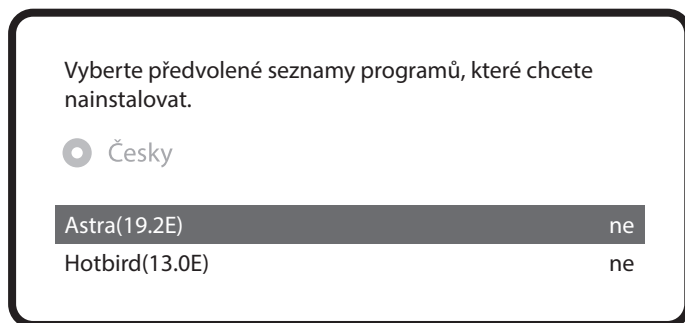 Vyberte předvolené seznamy programů, které chcete
nainstalovat.
Česky
Astra(19.2E) ne
Hotbird(13.0E) ne